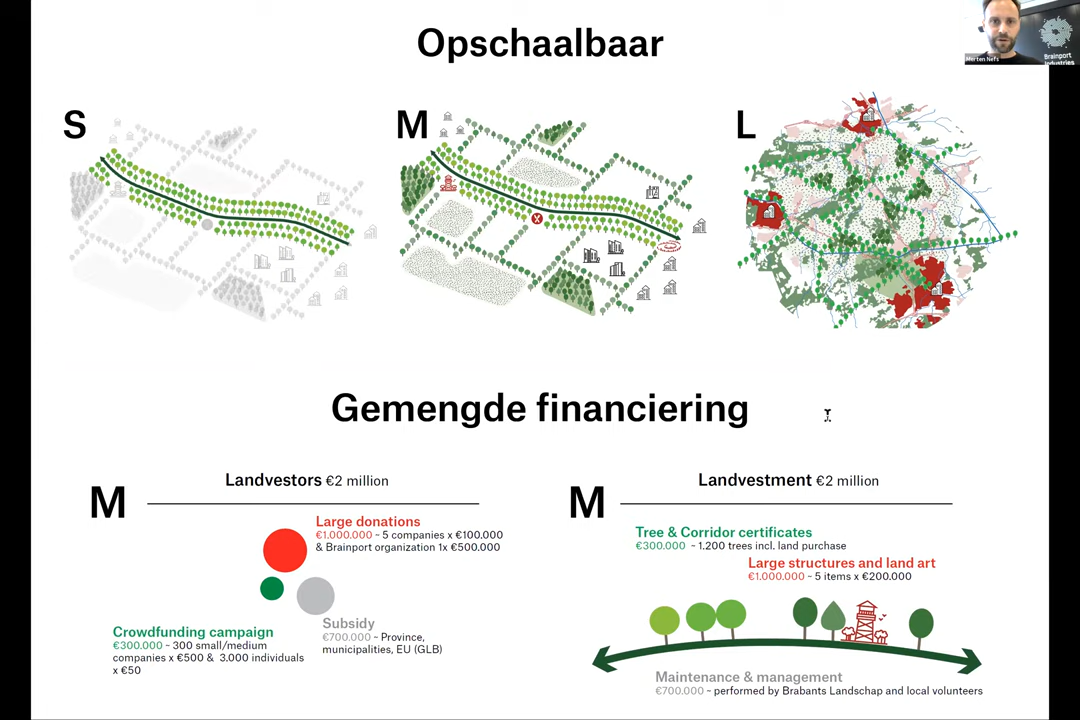 Opschaalbaar
Merten Nefs
Brainport
Industries
S
M
L
Gemengde financiering
M
Landvestors €2 million
Large donations
€1.000.000 ~ 5 companies x €100.000
& Brainport organization 1x €500.000
Subsidy
€700.000 ~ Province,
municipalities, EU (GLB)
Crowdfunding campaign
€300.000 ~ 300 small/medium
companies x €500 & 3.000 individuals
x €50
M
Landvestment €2 million
Tree & Corridor certificates
€300.000 ~ 1.200 trees incl. land purchase
Large structures and land art
€1.000.000 ~ 5 items x €200.000
Maintenance & management
€700.000 ~ performed by Brabants Landschap and local volunteers